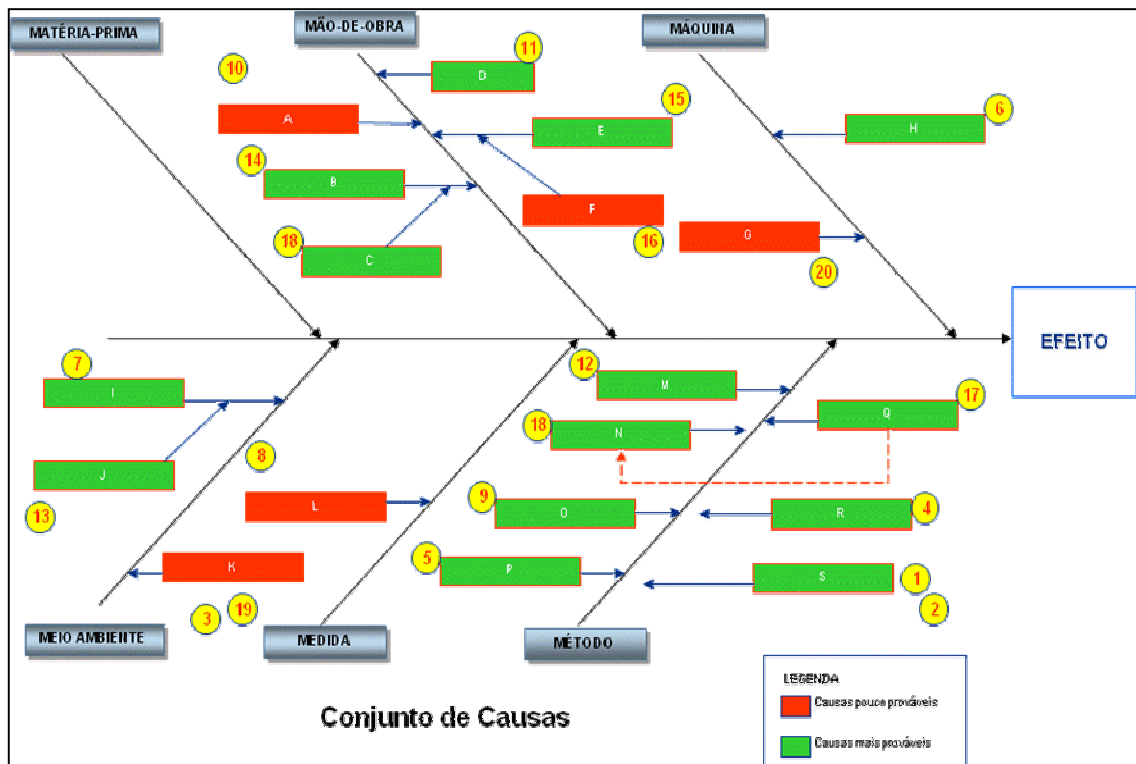 MATÉRIA-PRIMA
MÃO-DE-OBRA
MÁQUINA
11
D
10
15
6
A
E
H
14
B
F
G
18
C
16
20
EFEITO
7
12
M
I
17
18
N
Q
8
J
9
L
O
R
4
13
5
P
K
S
1
3
19
2
MEIO AMBIENTE
MEDIDA
MÉTODO
LEGENDA
Causas pouco prováveis
Conjunto de Causas
Causas mais prováveis